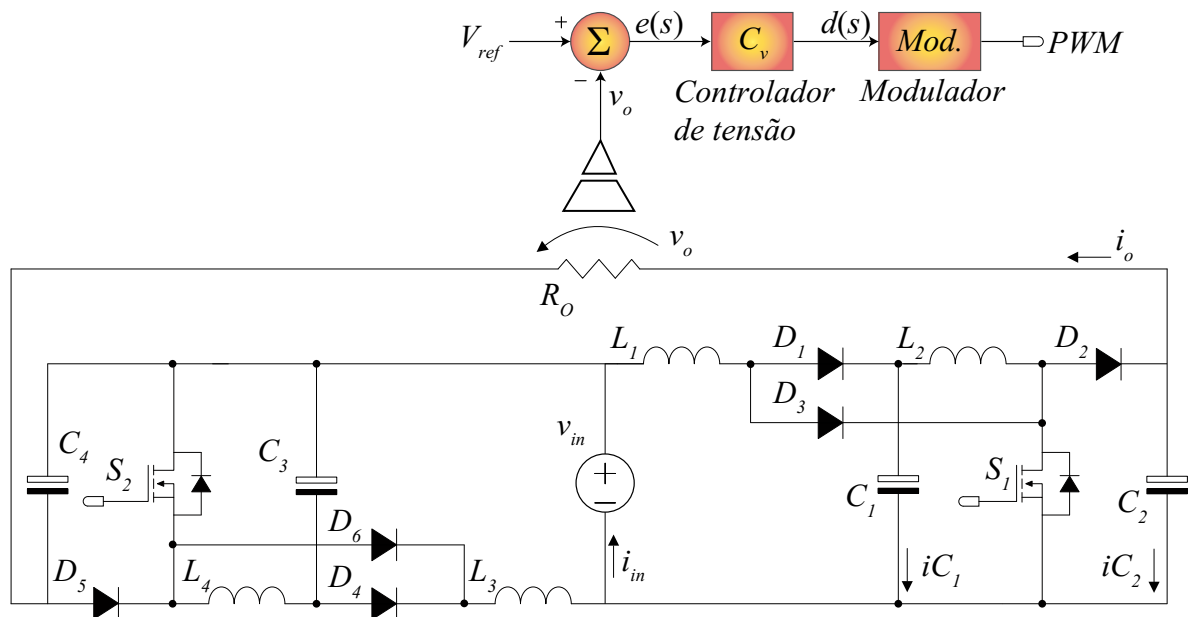 V_ref + Σ e(s) C_v d(s) Mod. PWM
−
v_o
Controlador de tensão
Modulador
v_o
R_O
i_o
L_1 D_1 L_2 D_2
D_3
v_in + −
C_4 S_2 C_3
C_1 S_1 C_2
D_6
D_5 L_4 D_4 L_3
i_in
iC_1 iC_2